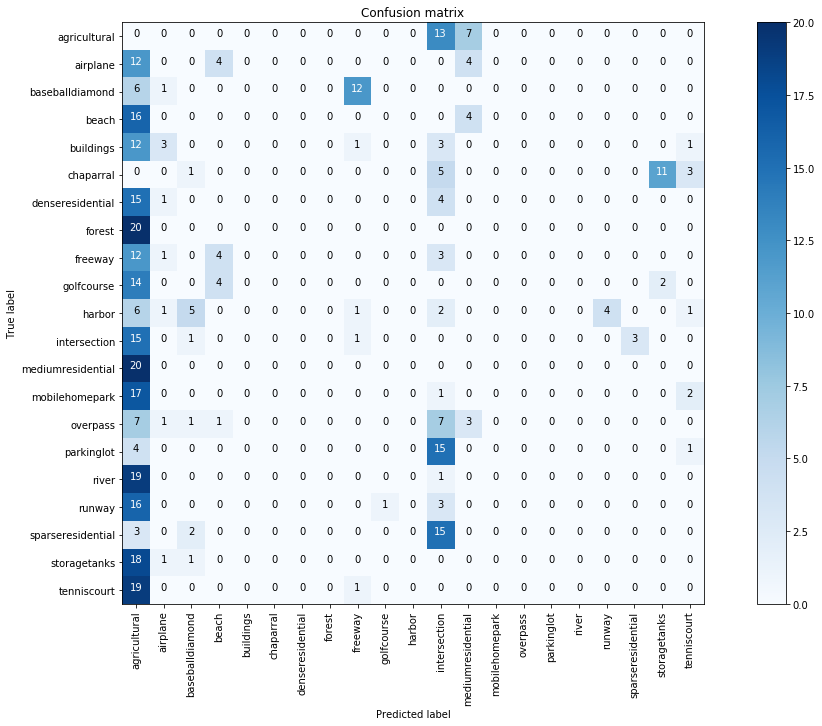 Confusion matrix
True label
agricultural 0 0 0 0 0 0 0 0 0 0 0 13 7 0 0 0 0 0 0 0 0
airplane 12 0 0 4 0 0 0 0 0 0 0 0 4 0 0 0 0 0 0 0 0
baseballdiamond 6 1 0 0 0 0 0 0 12 0 0 0 0 0 0 0 0 0 0 0 0
beach 16 0 0 0 0 0 0 0 0 0 0 0 4 0 0 0 0 0 0 0 0
buildings 12 3 0 0 0 0 0 0 1 0 0 3 0 0 0 0 0 0 0 0 1
chaparral 0 0 1 0 0 0 0 0 0 0 0 5 0 0 0 0 0 0 0 11 3
denseresidential 15 1 0 0 0 0 0 0 0 0 0 4 0 0 0 0 0 0 0 0 0
forest 20 0 0 0 0 0 0 0 0 0 0 0 0 0 0 0 0 0 0 0 0
freeway 12 1 0 4 0 0 0 0 0 0 0 3 0 0 0 0 0 0 0 0 0
golfcourse 14 0 0 4 0 0 0 0 0 0 0 0 0 0 0 0 0 0 0 2 0
harbor 6 1 5 0 0 0 0 0 1 0 0 2 0 0 0 0 0 4 0 0 1
intersection 15 0 1 0 0 0 0 0 1 0 0 0 0 0 0 0 0 0 3 0 0
mediumresidential 20 0 0 0 0 0 0 0 0 0 0 0 0 0 0 0 0 0 0 0 0
mobilehomepark 17 0 0 0 0 0 0 0 0 0 0 1 0 0 0 0 0 0 0 0 2
overpass 7 1 1 1 0 0 0 0 0 0 0 7 3 0 0 0 0 0 0 0 0
parkinglot 4 0 0 0 0 0 0 0 0 0 0 15 0 0 0 0 0 0 0 0 1
river 19 0 0 0 0 0 0 0 0 0 0 1 0 0 0 0 0 0 0 0 0
runway 16 0 0 0 0 0 0 0 0 1 0 3 0 0 0 0 0 0 0 0 0
sparseresidential 3 0 2 0 0 0 0 0 0 0 0 15 0 0 0 0 0 0 0 0 0
storagetanks 18 1 1 0 0 0 0 0 0 0 0 0 0 0 0 0 0 0 0 0 0
tenniscourt 19 0 0 0 0 0 0 0 1 0 0 0 0 0 0 0 0 0 0 0 0
agricultural
airplane
baseballdiamond
beach
buildings
chaparral
denseresidential
forest
freeway
golfcourse
harbor
intersection
mediumresidential
mobilehomepark
overpass
parkinglot
river
runway
sparseresidential
storagetanks
tenniscourt
Predicted label
20.0
17.5
15.0
12.5
10.0
7.5
5.0
2.5
0.0